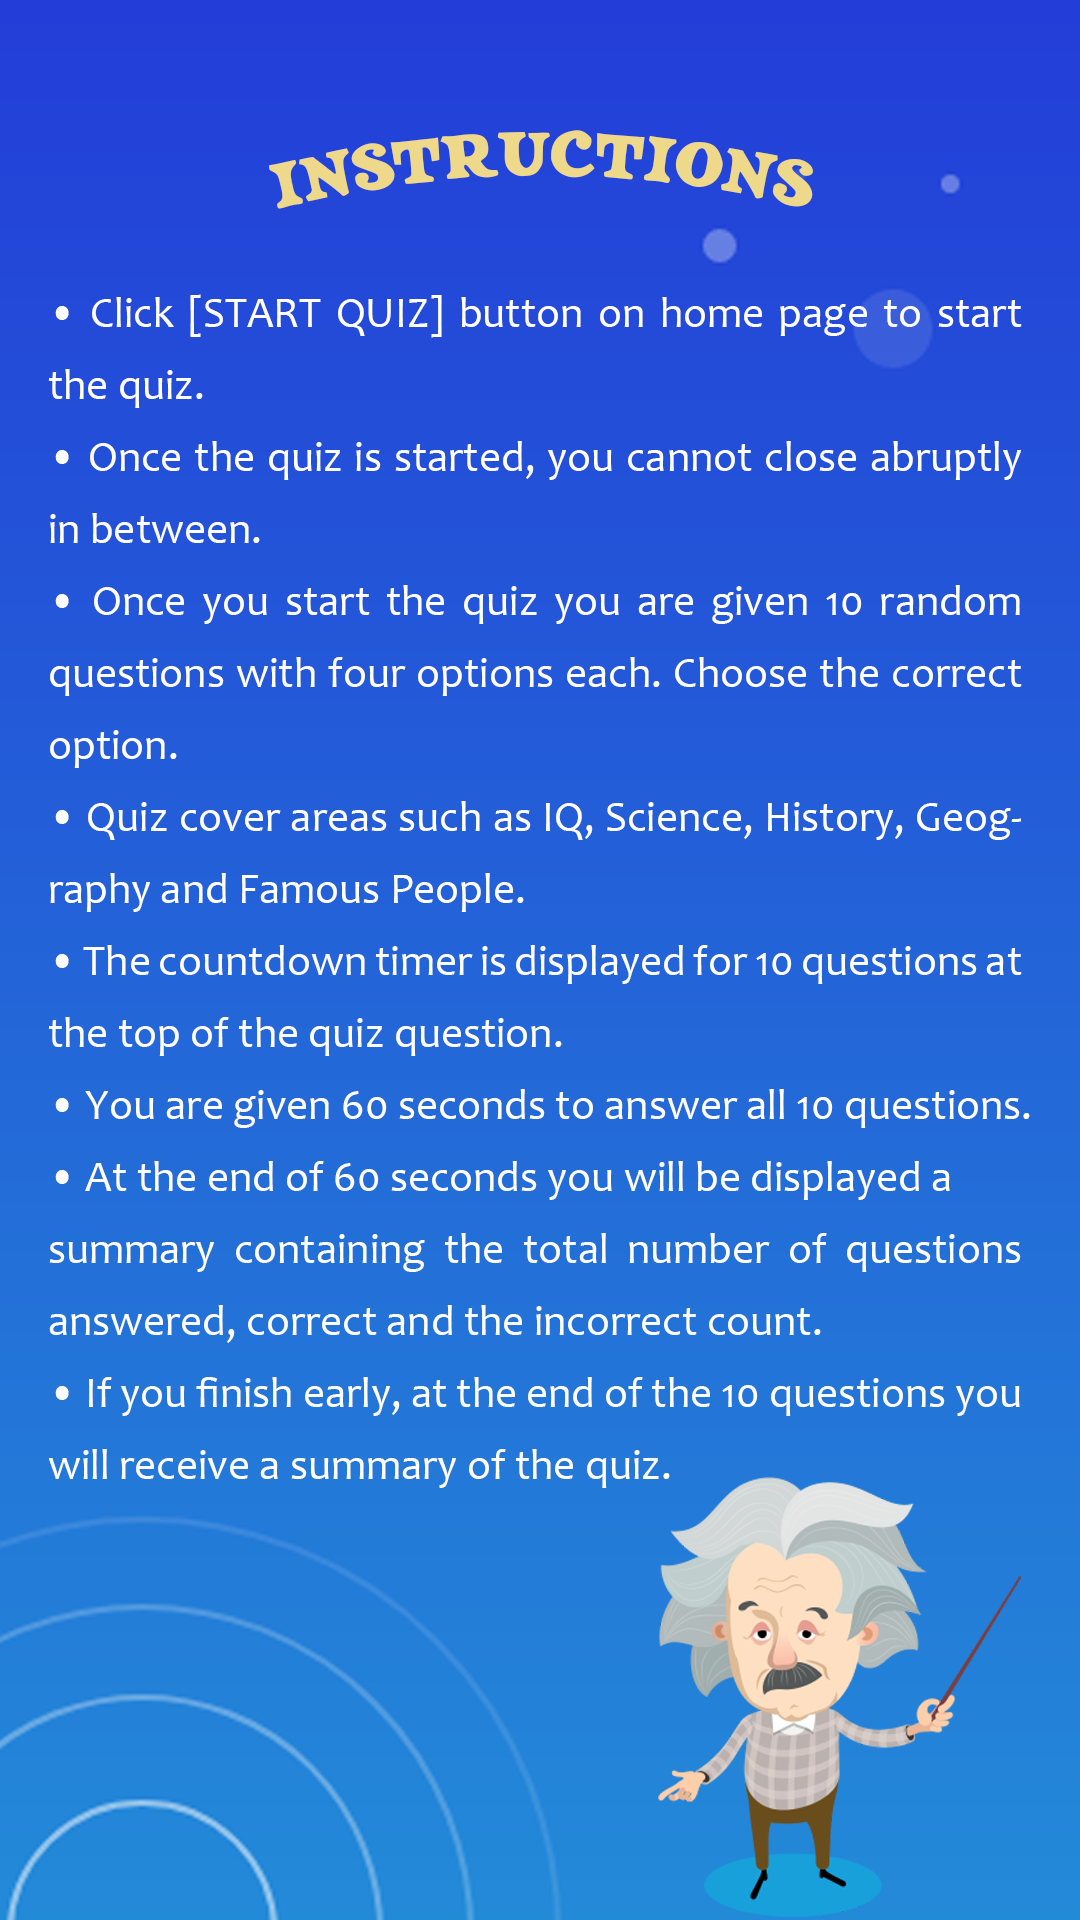 INSTRUCTIONS
• Click [START QUIZ] button on home page to start
the quiz.
• Once the quiz is started, you cannot close abruptly
in between.
• Once you start the quiz you are given 10 random
questions with four options each. Choose the correct
option.
• Quiz cover areas such as IQ, Science, History, Geog-
raphy and Famous People.
• The countdown timer is displayed for 10 questions at
the top of the quiz question.
• You are given 60 seconds to answer all 10 questions.
• At the end of 60 seconds you will be displayed a
summary containing the total number of questions
answered, correct and the incorrect count.
• If you finish early, at the end of the 10 questions you
will receive a summary of the quiz.